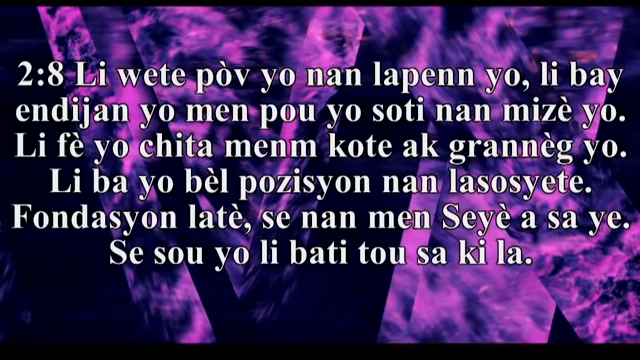 2:8 Li wete pòv yo nan lapenn yo, li bay
endijan yo men pou yo soti nan mizè yo.
Li fè yo chita menm kote ak grannèg yo.
Li ba yo bèl pozisyon nan lasosyete.
Fondasyon latè, se nan men Seyè a sa ye.
Se sou yo li bati tou sa ki la.